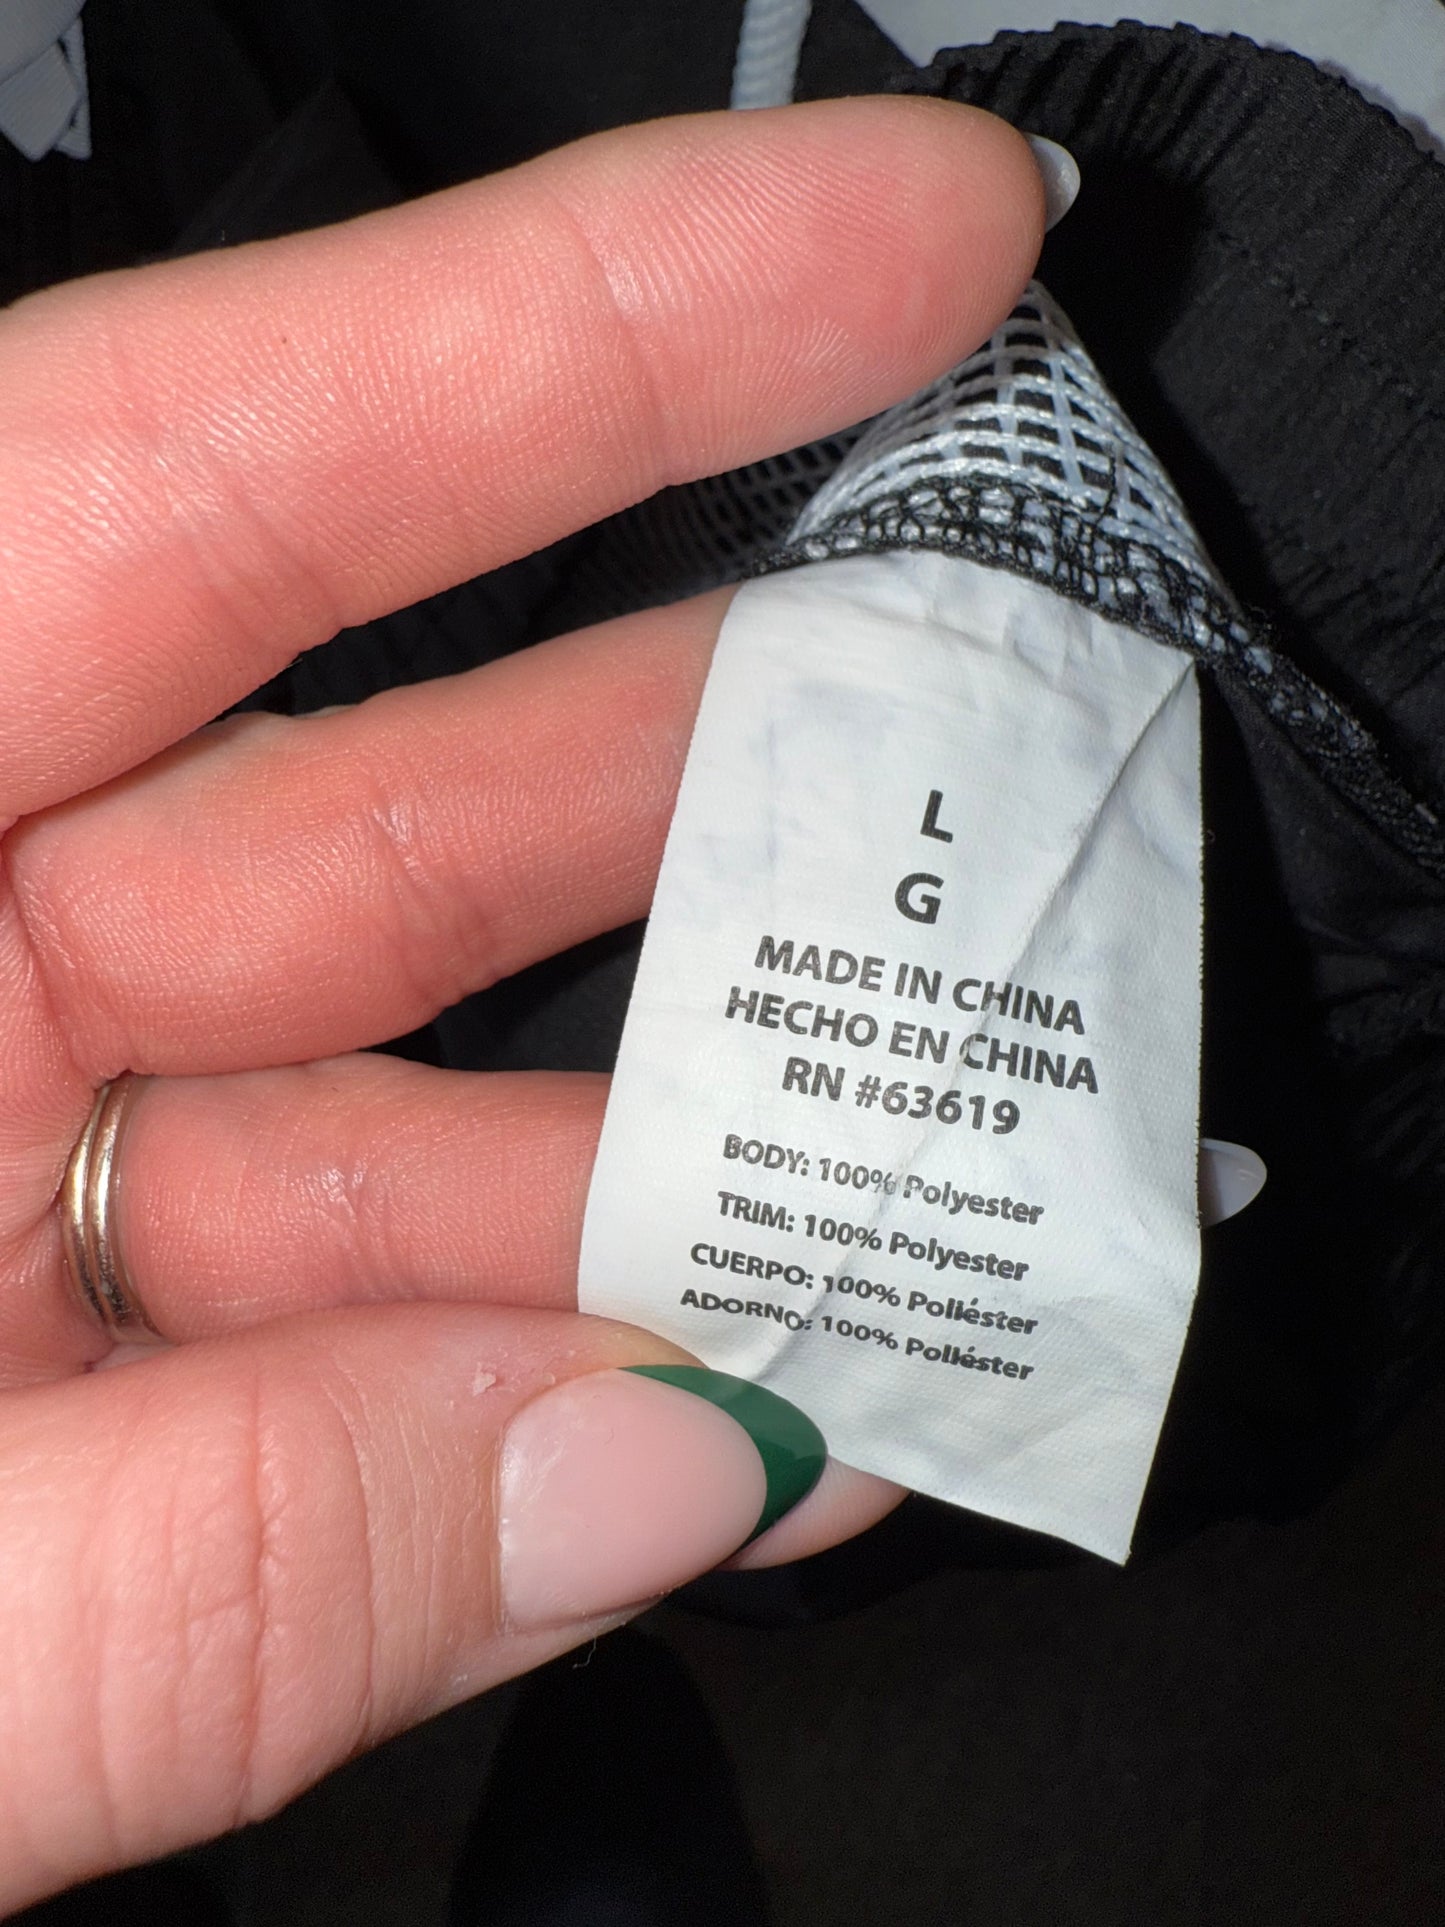 L
G
MADE IN CHINA
HECHO EN CHINA
RN #63619
BODY: 100% Polyester
TRIM: 100% Polyester
CUERPO: 100% Poliéster
ADORNO: 100% Poliéster